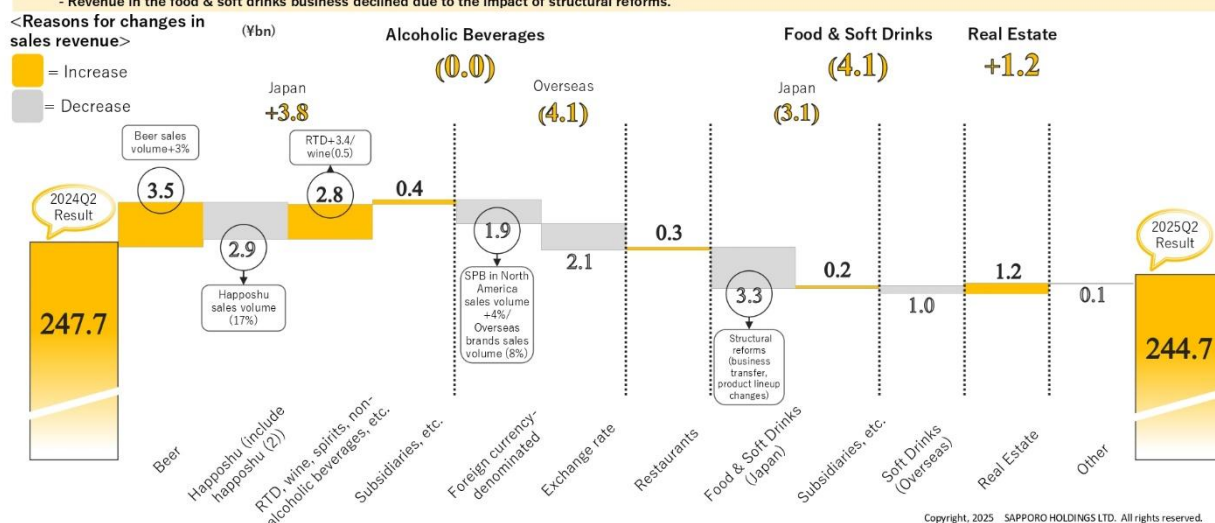 - Revenue in the food & soft drinks business declined due to the impact of structural reforms.
<Reasons for changes in
sales revenue>
(¥bn)
= Increase
= Decrease
Alcoholic Beverages
(0.0)
Food & Soft Drinks
(4.1)
Real Estate
+1.2
Japan
+3.8
Overseas
(4.1)
Japan
(3.1)
Beer sales
volume+3%
RTD+3.4/
wine(0.5)
2024Q2
Result
247.7
3.5
2.9
Happoshu
sales volume
(17%)
2.8
0.4
1.9
SPB in North
America
sales volume
+4%/
Overseas
brands sales
volume (8%)
2.1
0.3
3.3
Structural
reforms
(business
transfer,
product lineup
changes)
0.2
1.0
1.2
0.1
2025Q2
Result
244.7
Beer
Happoshu (include
happoshu (2))
RTD, wine, spirits, non-
alcoholic beverages, etc.
Subsidiaries, etc.
Foreign currency-
denominated
Exchange rate
Restaurants
Food & Soft Drinks
(Japan)
Subsidiaries, etc.
Soft Drinks
(Overseas)
Real Estate
Other
Copyright, 2025 SAPPORO HOLDINGS LTD. All rights reserved.